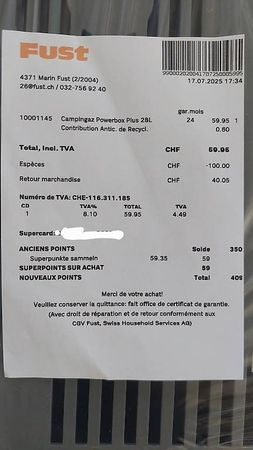 FUST
990002020041707250005995
4371 Marin Fust (2/2004) 17.07.2025 17:34
26@fust.ch / 032-756 92 40
gar.mois
10001145 Campingaz Powerbox Plus 28L 24 59.95 1
Contribution Antic. de Recycl. 0.60
Total, Incl. TVA CHF 59.95
Espèces CHF -100.00
Retour marchandise CHF 40.05
Numéro de TVA: CHE-116.311.185
CD TVA% TOTAL TVA
1 8.10 59.95 4.49
Supercard:
ANCIENS POINTS Solde 350
Superpunkte sammeln 59.35 59
SUPERPOINTS SUR ACHAT 59
NOUVEAUX POINTS Total 409
Merci de votre achat!
Veuillez conserver la quittance: fait office de certificat de garantie.
(Avec droit de réparation et de retour conformément aux
CGV Fust, Swiss Household Services AG)